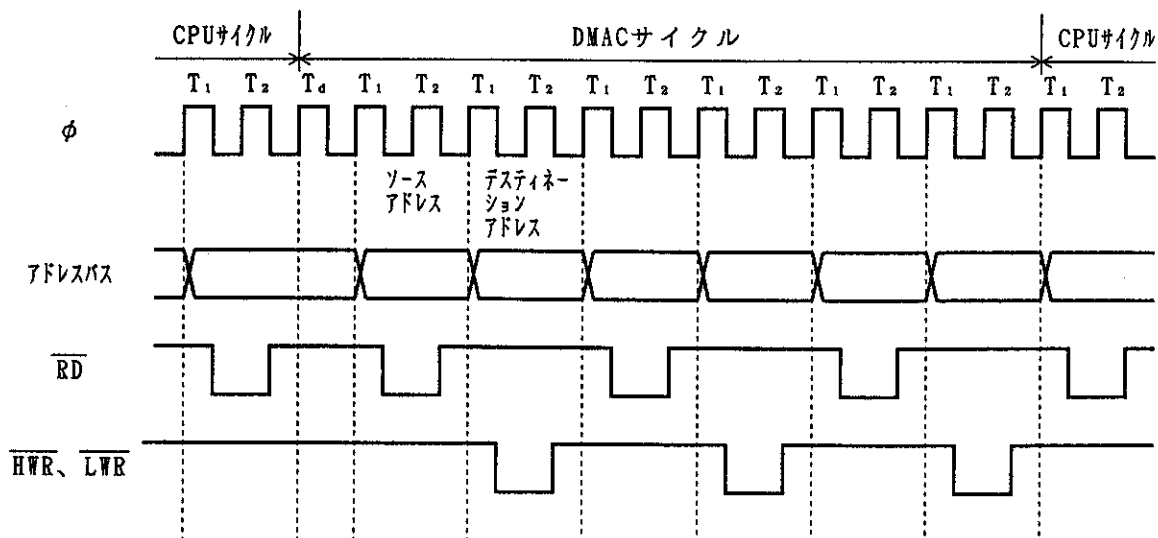 CPUサイクル DMACサイクル CPUサイクル
T₁ T₂ Td T₁ T₂ T₁ T₂ T₁ T₂ T₁ T₂ T₁ T₂ T₁ T₂ T₁ T₂
φ
ソース
アドレス
デスティネー
ション
アドレス
アドレスバス
RD
HWR、LWR